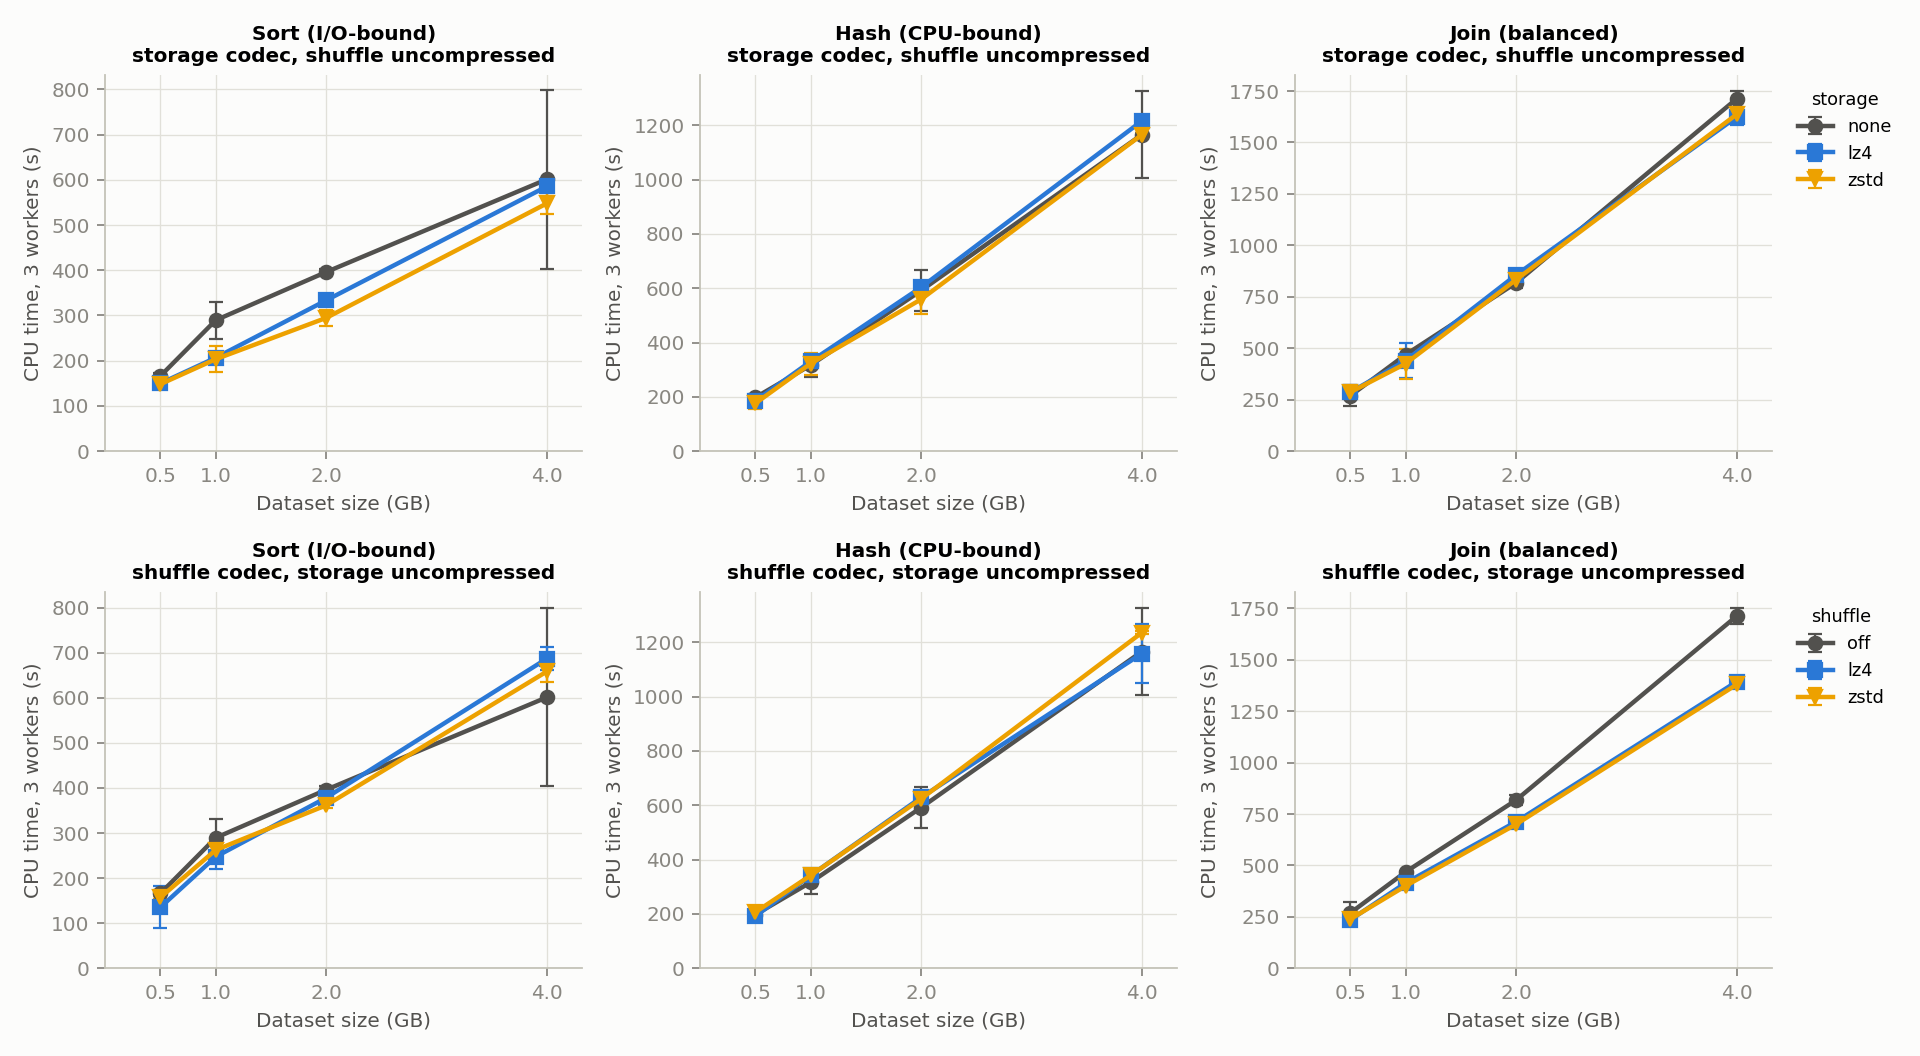 Sort (I/O-bound)
storage codec, shuffle uncompressed
CPU time, 3 workers (s)
800
700
600
500
400
300
200
100
0
0.5 1.0 2.0 4.0
Dataset size (GB)
Hash (CPU-bound)
storage codec, shuffle uncompressed
CPU time, 3 workers (s)
1200
1000
800
600
400
200
0
0.5 1.0 2.0 4.0
Dataset size (GB)
Join (balanced)
storage codec, shuffle uncompressed
CPU time, 3 workers (s)
1750
1500
1250
1000
750
500
250
0
0.5 1.0 2.0 4.0
Dataset size (GB)
storage
none
lz4
zstd
Sort (I/O-bound)
shuffle codec, storage uncompressed
CPU time, 3 workers (s)
800
700
600
500
400
300
200
100
0
0.5 1.0 2.0 4.0
Dataset size (GB)
Hash (CPU-bound)
shuffle codec, storage uncompressed
CPU time, 3 workers (s)
1200
1000
800
600
400
200
0
0.5 1.0 2.0 4.0
Dataset size (GB)
Join (balanced)
shuffle codec, storage uncompressed
CPU time, 3 workers (s)
1750
1500
1250
1000
750
500
250
0
0.5 1.0 2.0 4.0
Dataset size (GB)
shuffle
off
lz4
zstd